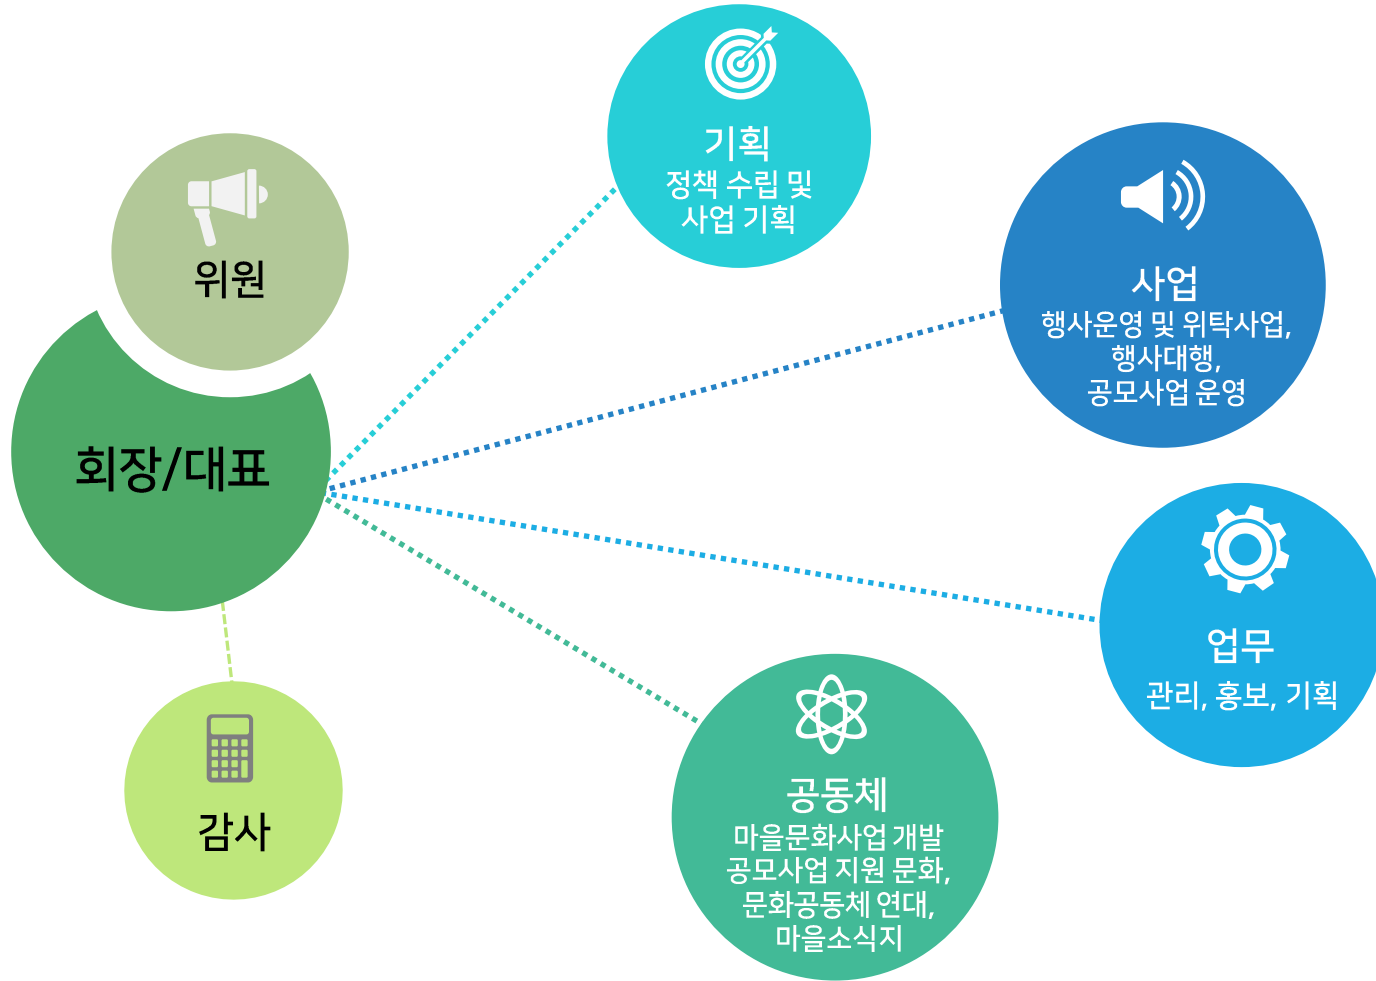 위원
회장/대표
감사
기획
정책 수립 및
사업 기획
사업
행사운영 및 위탁사업,
행사대행,
공모사업 운영
업무
관리, 홍보, 기획
공동체
마을문화사업 개발
공모사업 지원 문화,
문화공동체 연대,
마을소식지